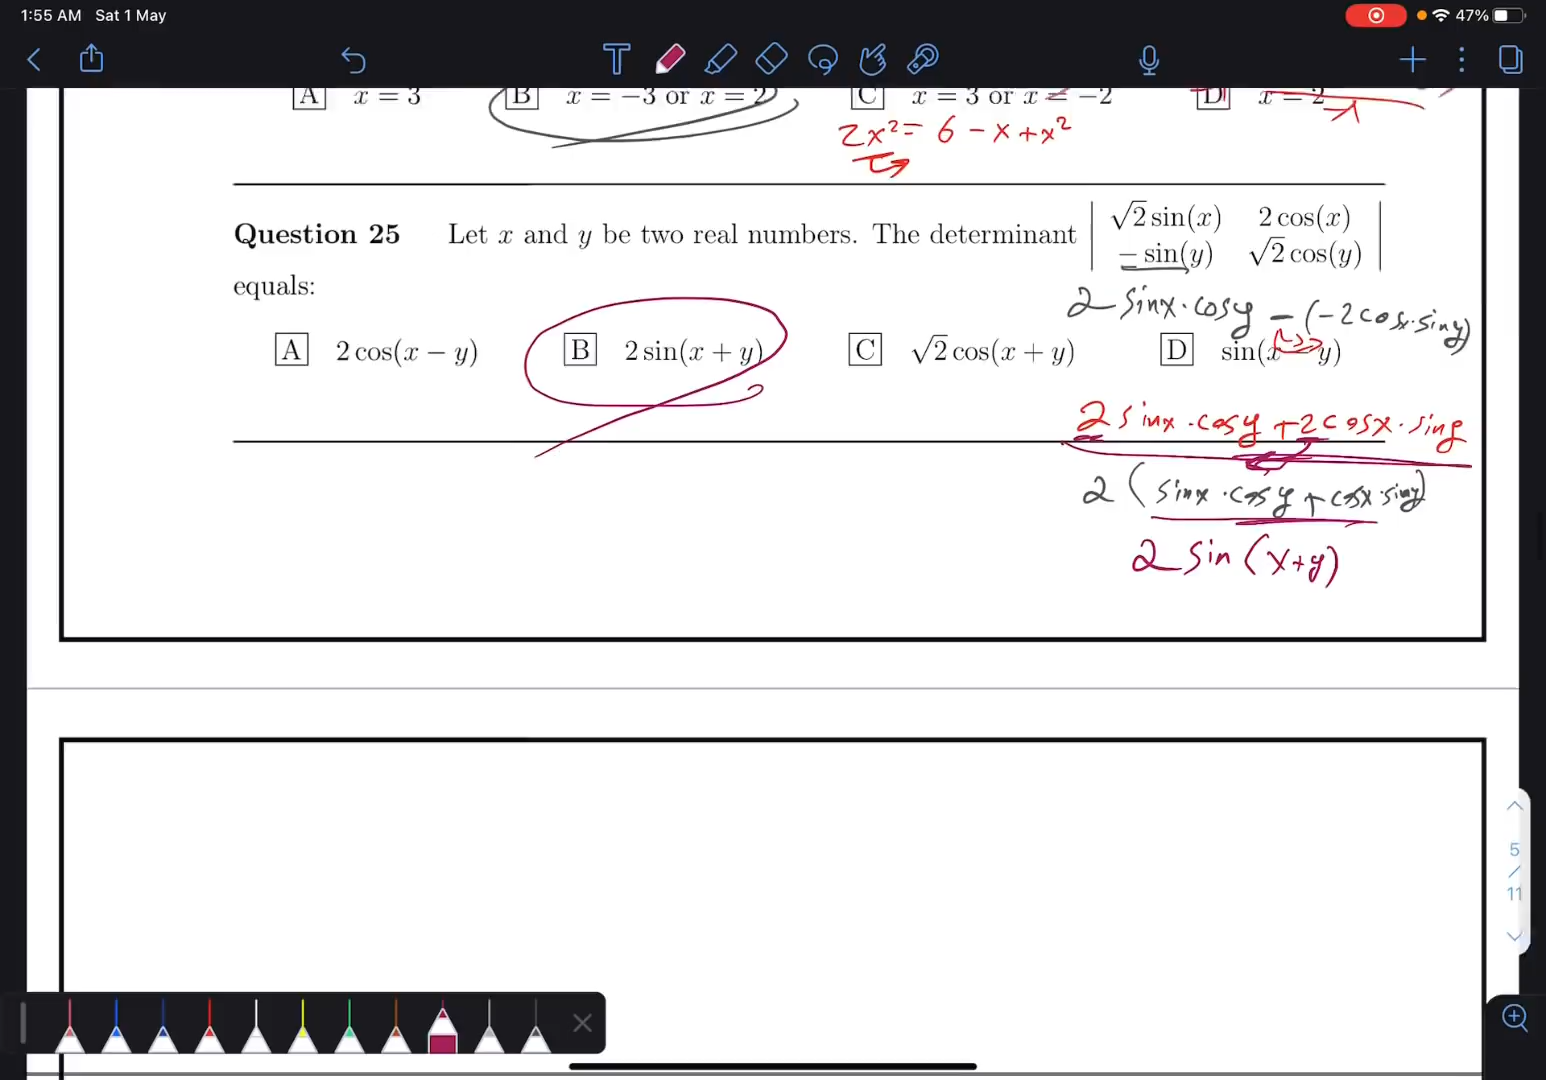 1:55 AM Sat 1 May
47%
A x = 3 B x = −3 or x = 2 C x = 3 or x = −2 D x = 2
2x² = 6 - x + x²
Question 25 Let x and y be two real numbers. The determinant | √2 sin(x) 2 cos(x) |
| − sin(y) √2 cos(y) |
equals:
2 sinx·cosy - (-2cosx·siny)
A 2 cos(x − y) B 2 sin(x + y) C √2 cos(x + y) D sin(x − y)
2 sinx·cosy + 2cosx·siny
2 (sinx·cosy + cosx·siny)
2 sin (x+y)
5
/
11